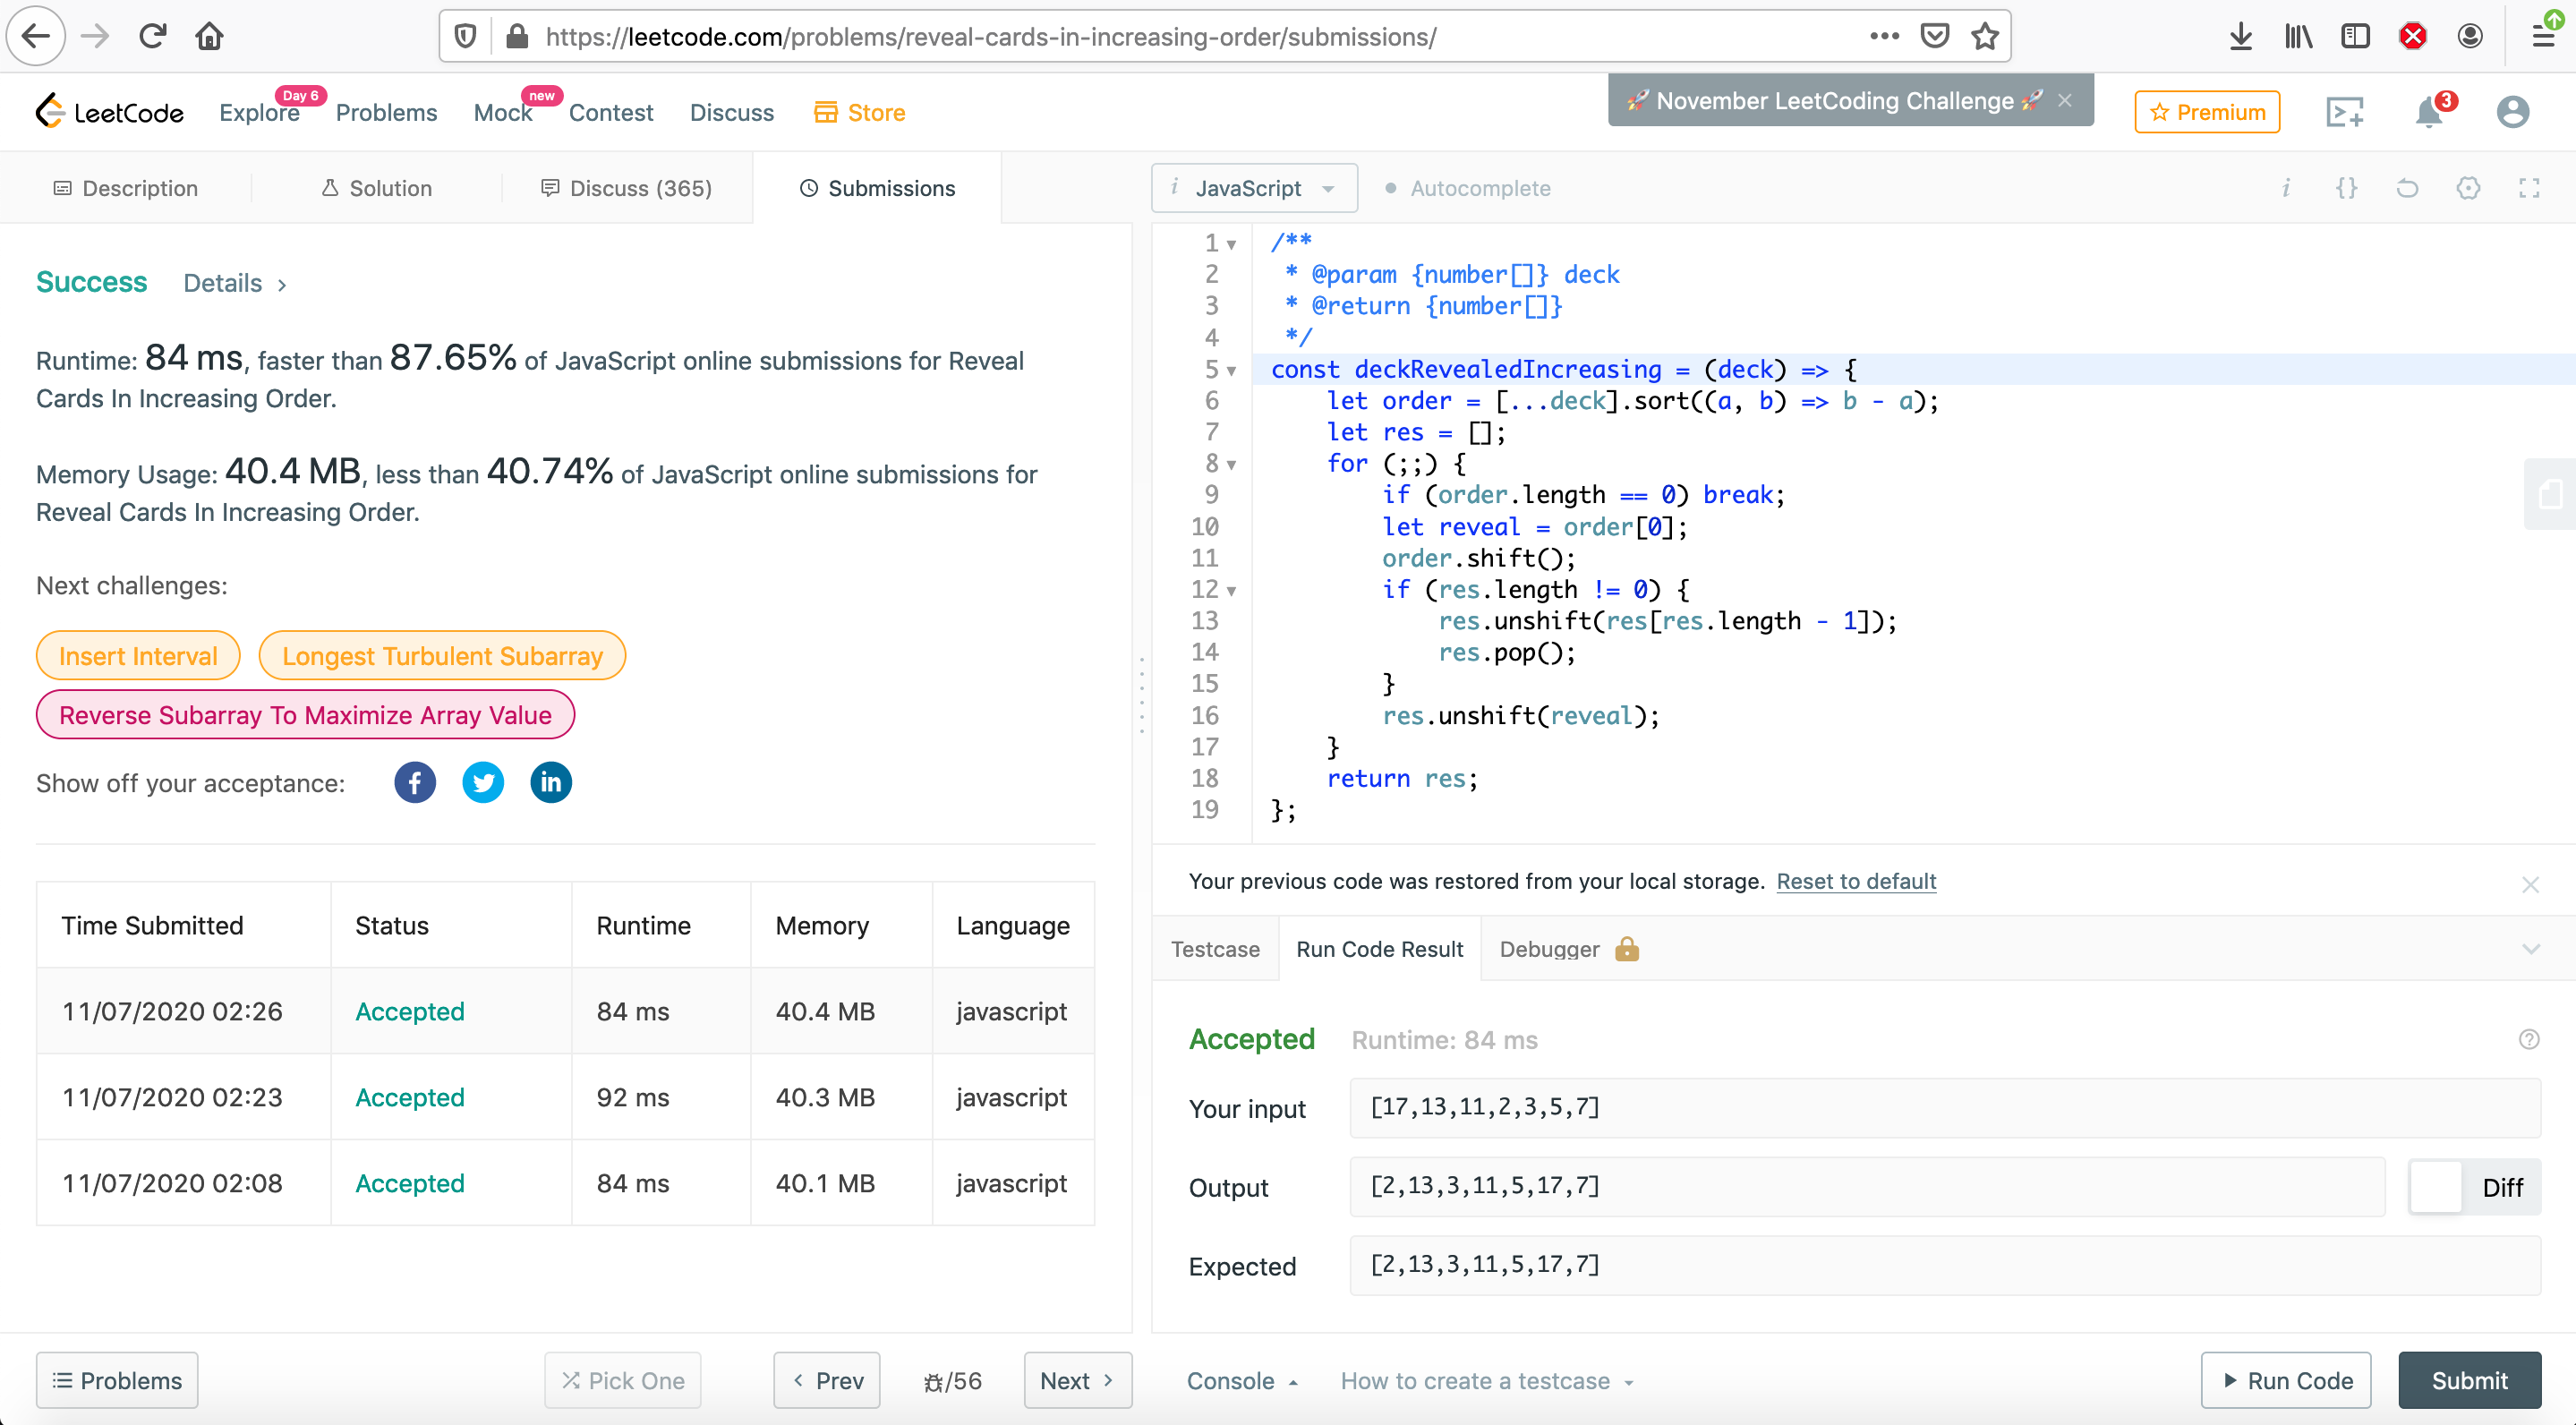 https://leetcode.com/problems/reveal-cards-in-increasing-order/submissions/
LeetCode
Explore
Day 6
Problems
Mock
new
Contest
Discuss
Store
🚀 November LeetCoding Challenge 🚀
Premium
3
Description
Solution
Discuss (365)
Submissions
Success
Details
Runtime: 84 ms, faster than 87.65% of JavaScript online submissions for Reveal
Cards In Increasing Order.
Memory Usage: 40.4 MB, less than 40.74% of JavaScript online submissions for
Reveal Cards In Increasing Order.
Next challenges:
Insert Interval
Longest Turbulent Subarray
Reverse Subarray To Maximize Array Value
Show off your acceptance:
Time Submitted Status Runtime Memory Language
11/07/2020 02:26 Accepted 84 ms 40.4 MB javascript
11/07/2020 02:23 Accepted 92 ms 40.3 MB javascript
11/07/2020 02:08 Accepted 84 ms 40.1 MB javascript
Problems
Pick One
Prev
/56
Next
i JavaScript
Autocomplete
1 /**
2  * @param {number[]} deck
3  * @return {number[]}
4  */
5 const deckRevealedIncreasing = (deck) => {
6     let order = [...deck].sort((a, b) => b - a);
7     let res = [];
8     for (;;) {
9         if (order.length == 0) break;
10         let reveal = order[0];
11         order.shift();
12         if (res.length != 0) {
13             res.unshift(res[res.length - 1]);
14             res.pop();
15         }
16         res.unshift(reveal);
17     }
18     return res;
19 };
Your previous code was restored from your local storage. Reset to default
Testcase
Run Code Result
Debugger
Accepted
Runtime: 84 ms
Your input
[17,13,11,2,3,5,7]
Output
[2,13,3,11,5,17,7]
Diff
Expected
[2,13,3,11,5,17,7]
Console
How to create a testcase
Run Code
Submit